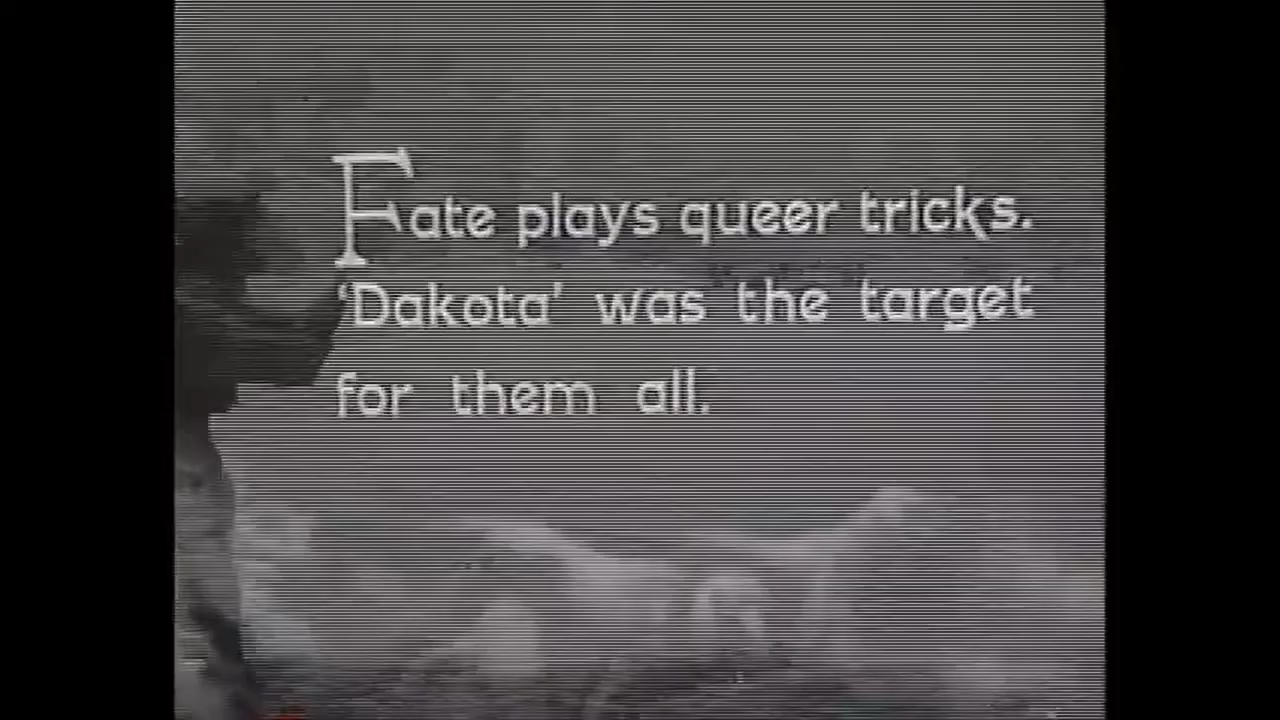 Fate plays queer tricks.
'Dakota' was the target
for them all.